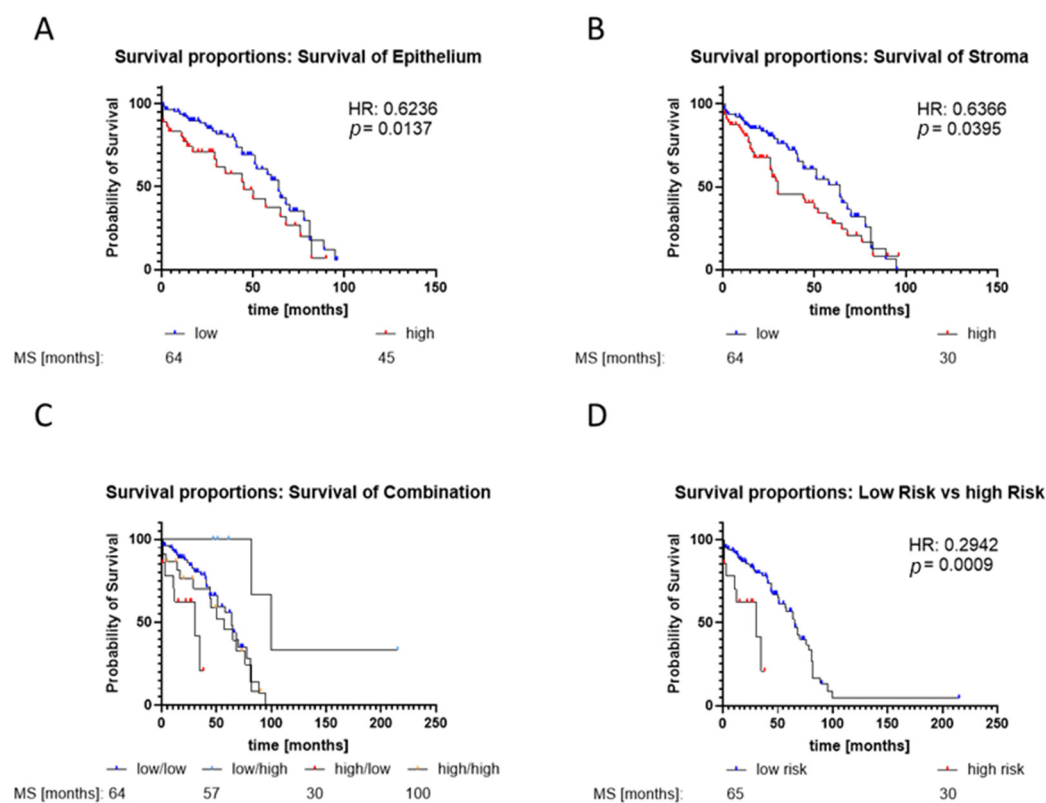 A
Survival proportions: Survival of Epithelium
HR: 0.6236
p = 0.0137
Probability of Survival
100
50
0
0 50 100 150
time [months]
low high
MS [months]: 64 45
B
Survival proportions: Survival of Stroma
HR: 0.6366
p = 0.0395
Probability of Survival
100
50
0
0 50 100 150
time [months]
low high
MS [months]: 64 30
C
Survival proportions: Survival of Combination
Probability of Survival
100
50
0
0 50 100 150 200 250
time [months]
low/low low/high high/low high/high
MS [months]: 64 57 30 100
D
Survival proportions: Low Risk vs high Risk
HR: 0.2942
p = 0.0009
Probability of Survival
100
50
0
0 50 100 150 200 250
time [months]
low risk high risk
MS [months]: 65 30